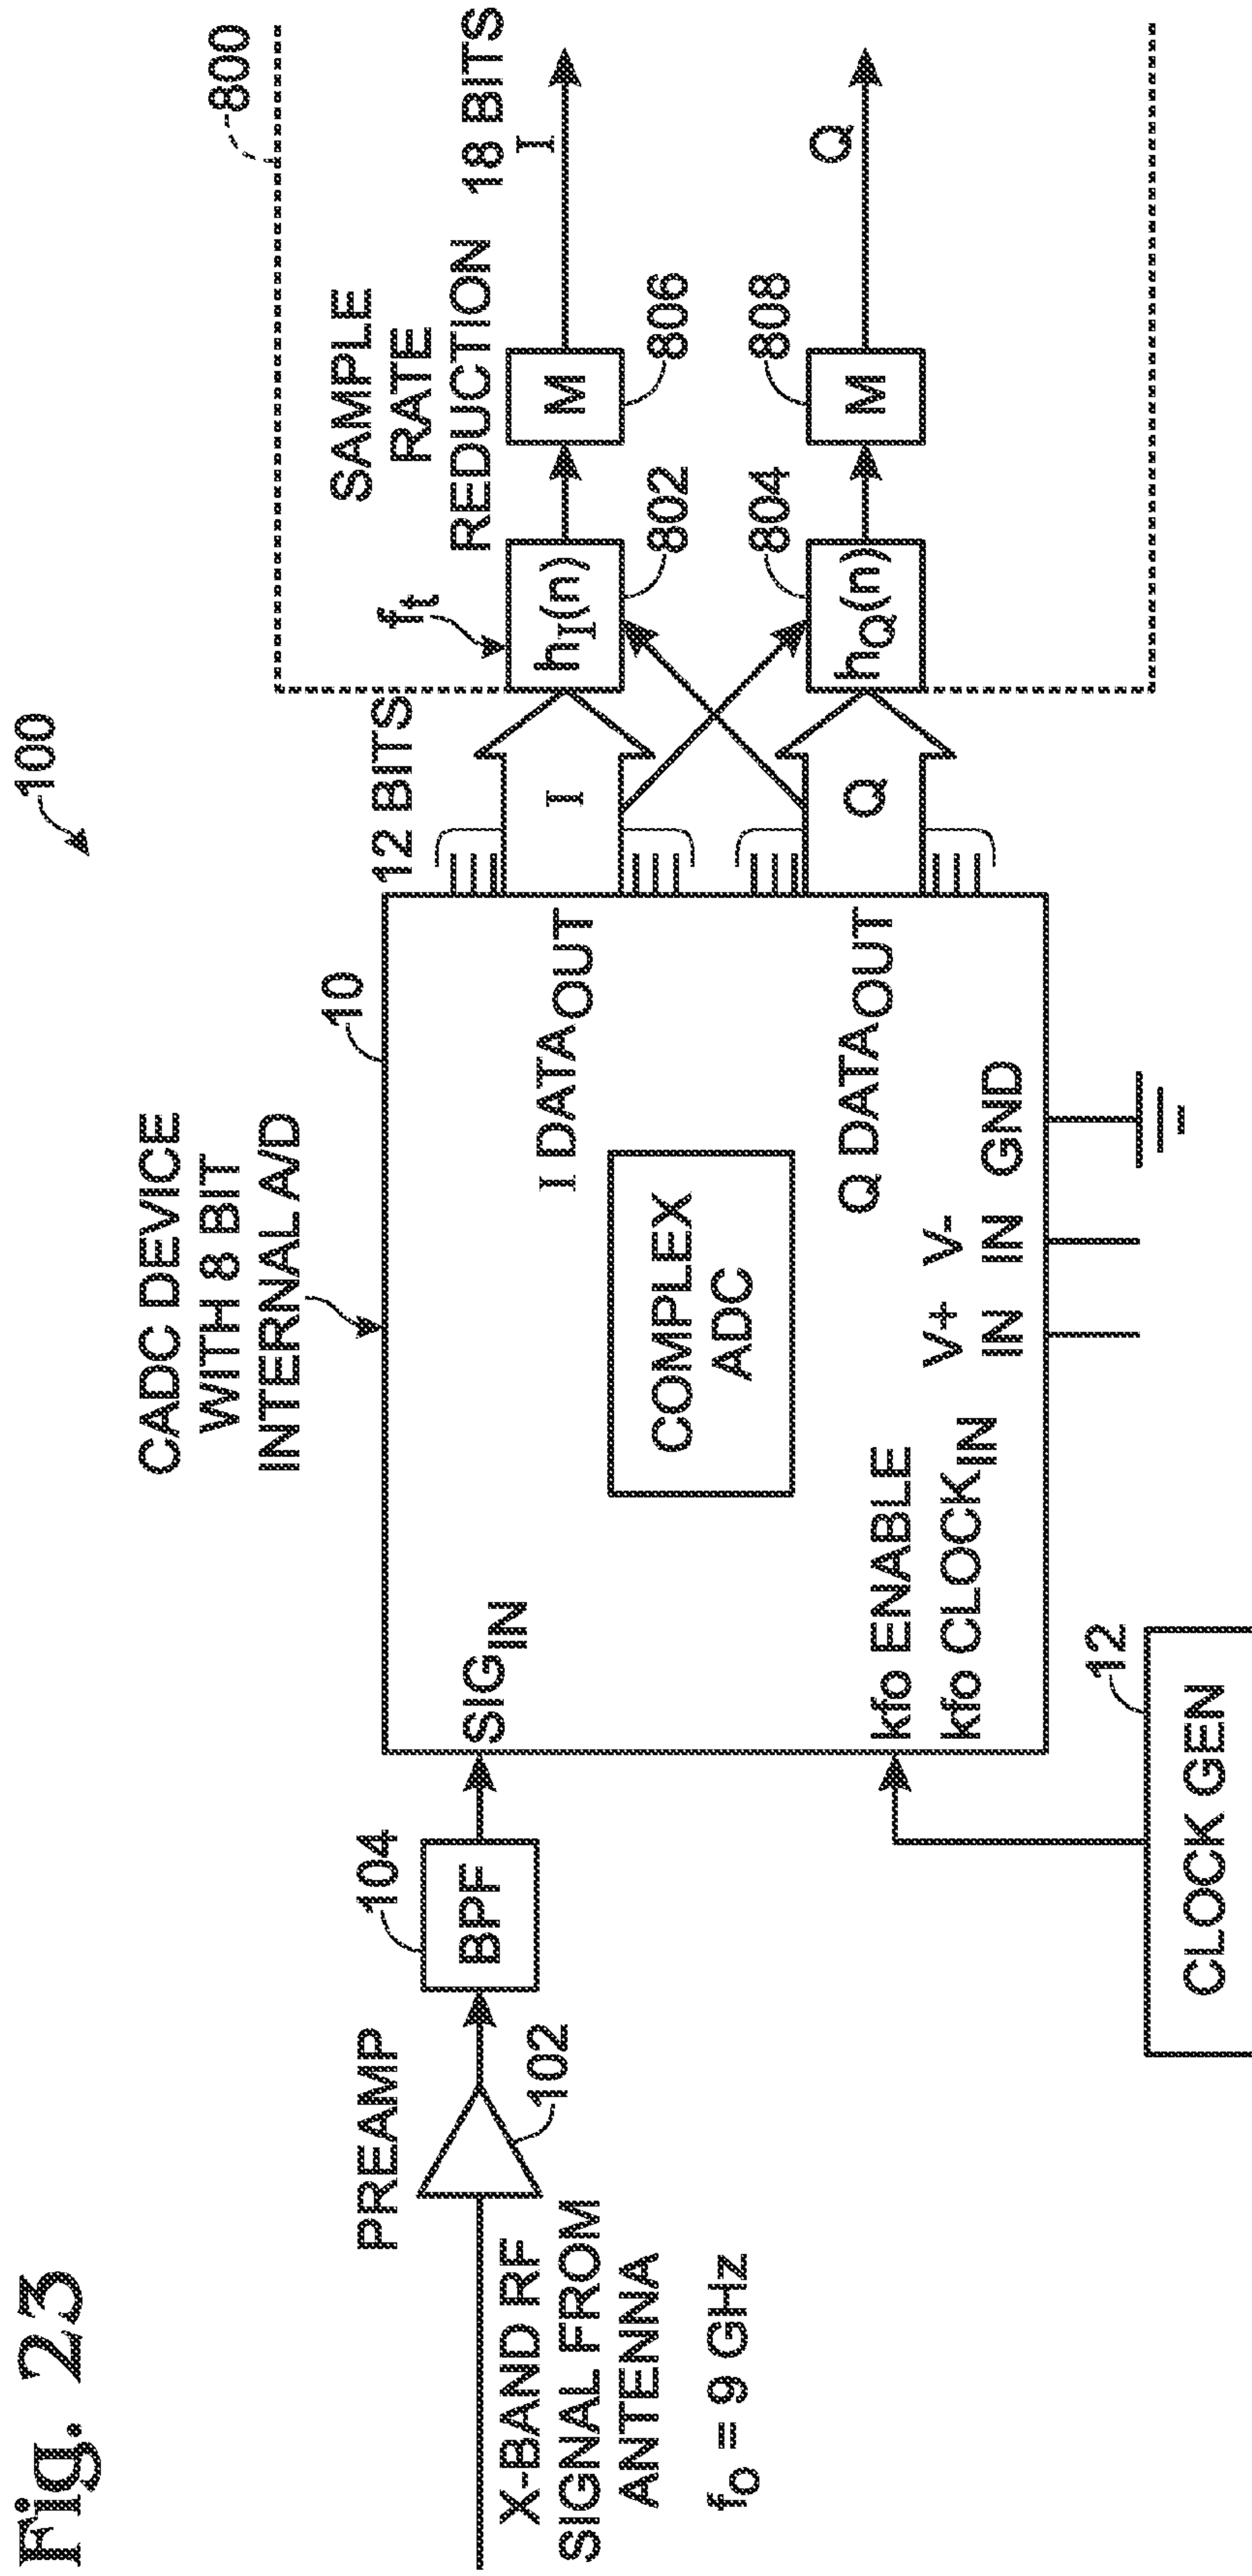 Fig. 23
100
X-BAND RF
SIGNAL FROM
ANTENNA
fo = 9 GHz
PREAMP
102
104
BPF
CADC DEVICE
WITH 8 BIT
INTERNAL A/D
10
SIGIN
COMPLEX
ADC
I DATAOUT
Q DATAOUT
kfo ENABLE
kfo CLOCKIN
V+ V-
IN IN GND
12
CLOCK GEN
12 BITS
I
Q
800
ft
SAMPLE
RATE
REDUCTION
18 BITS
hI(n)
802
M
806
I
hQ(n)
804
M
808
Q